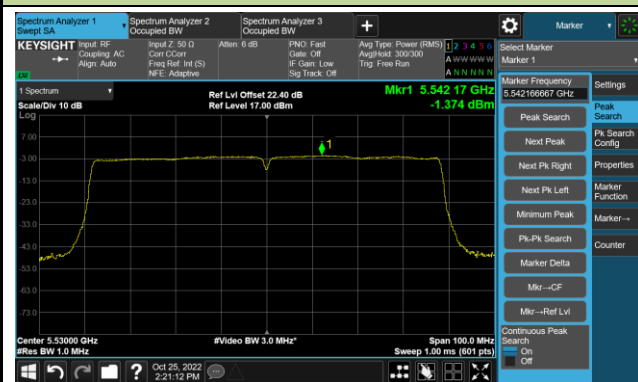 Spectrum Analyzer 1
Swept SA
Spectrum Analyzer 2
Occupied BW
Spectrum Analyzer 3
Occupied BW
Marker
KEYSIGHT
Input: RF
Coupling: AC
Align: Auto
Input Z: 50 Ω
Corr CCorr
Freq Ref: Int (S)
NFE: Adaptive
Atten: 6 dB
PNO: Fast
Gate: Off
IF Gain: Low
Sig Track: Off
Avg Type: Power (RMS)
Avg|Hold: 300/300
Trig: Free Run
1 2 3 4 5 6
A W W W W W
A N N N N N
Select Marker
Marker 1
1 Spectrum
Scale/Div 10 dB
Log
Ref Lvl Offset 22.40 dB
Ref Level 17.00 dBm
Mkr1 5.542 17 GHz
-1.374 dBm
7.00
-3.00
-13.0
-23.0
-33.0
-43.0
-53.0
-63.0
-73.0
1
Center 5.53000 GHz
#Res BW 1.0 MHz
#Video BW 3.0 MHz*
Span 100.0 MHz
Sweep 1.00 ms (601 pts)
Marker Frequency
5.542166667 GHz
Peak Search
Next Peak
Next Pk Right
Next Pk Left
Minimum Peak
Pk-Pk Search
Marker Delta
Mkr→CF
Mkr→Ref Lvl
Continuous Peak
Search
On
Off
Settings
Peak
Search
Pk Search
Config
Properties
Marker
Function
Marker→
Counter
Oct 25, 2022
2:21:12 PM